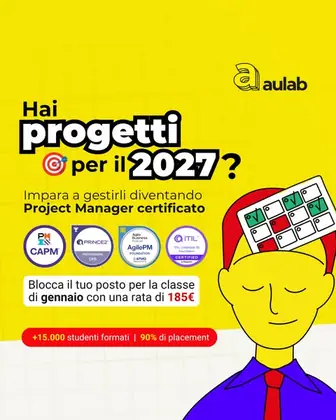 aulab
Hai
progetti
per il 2027?
Impara a gestirli diventando
Project Manager certificato
CAPM
PRINCE2
AgilePM
FOUNDATION
ITIL
CERTIFIED
Blocca il tuo posto per la classe
di gennaio con una rata di 185€
+15.000 studenti formati | 90% di placement